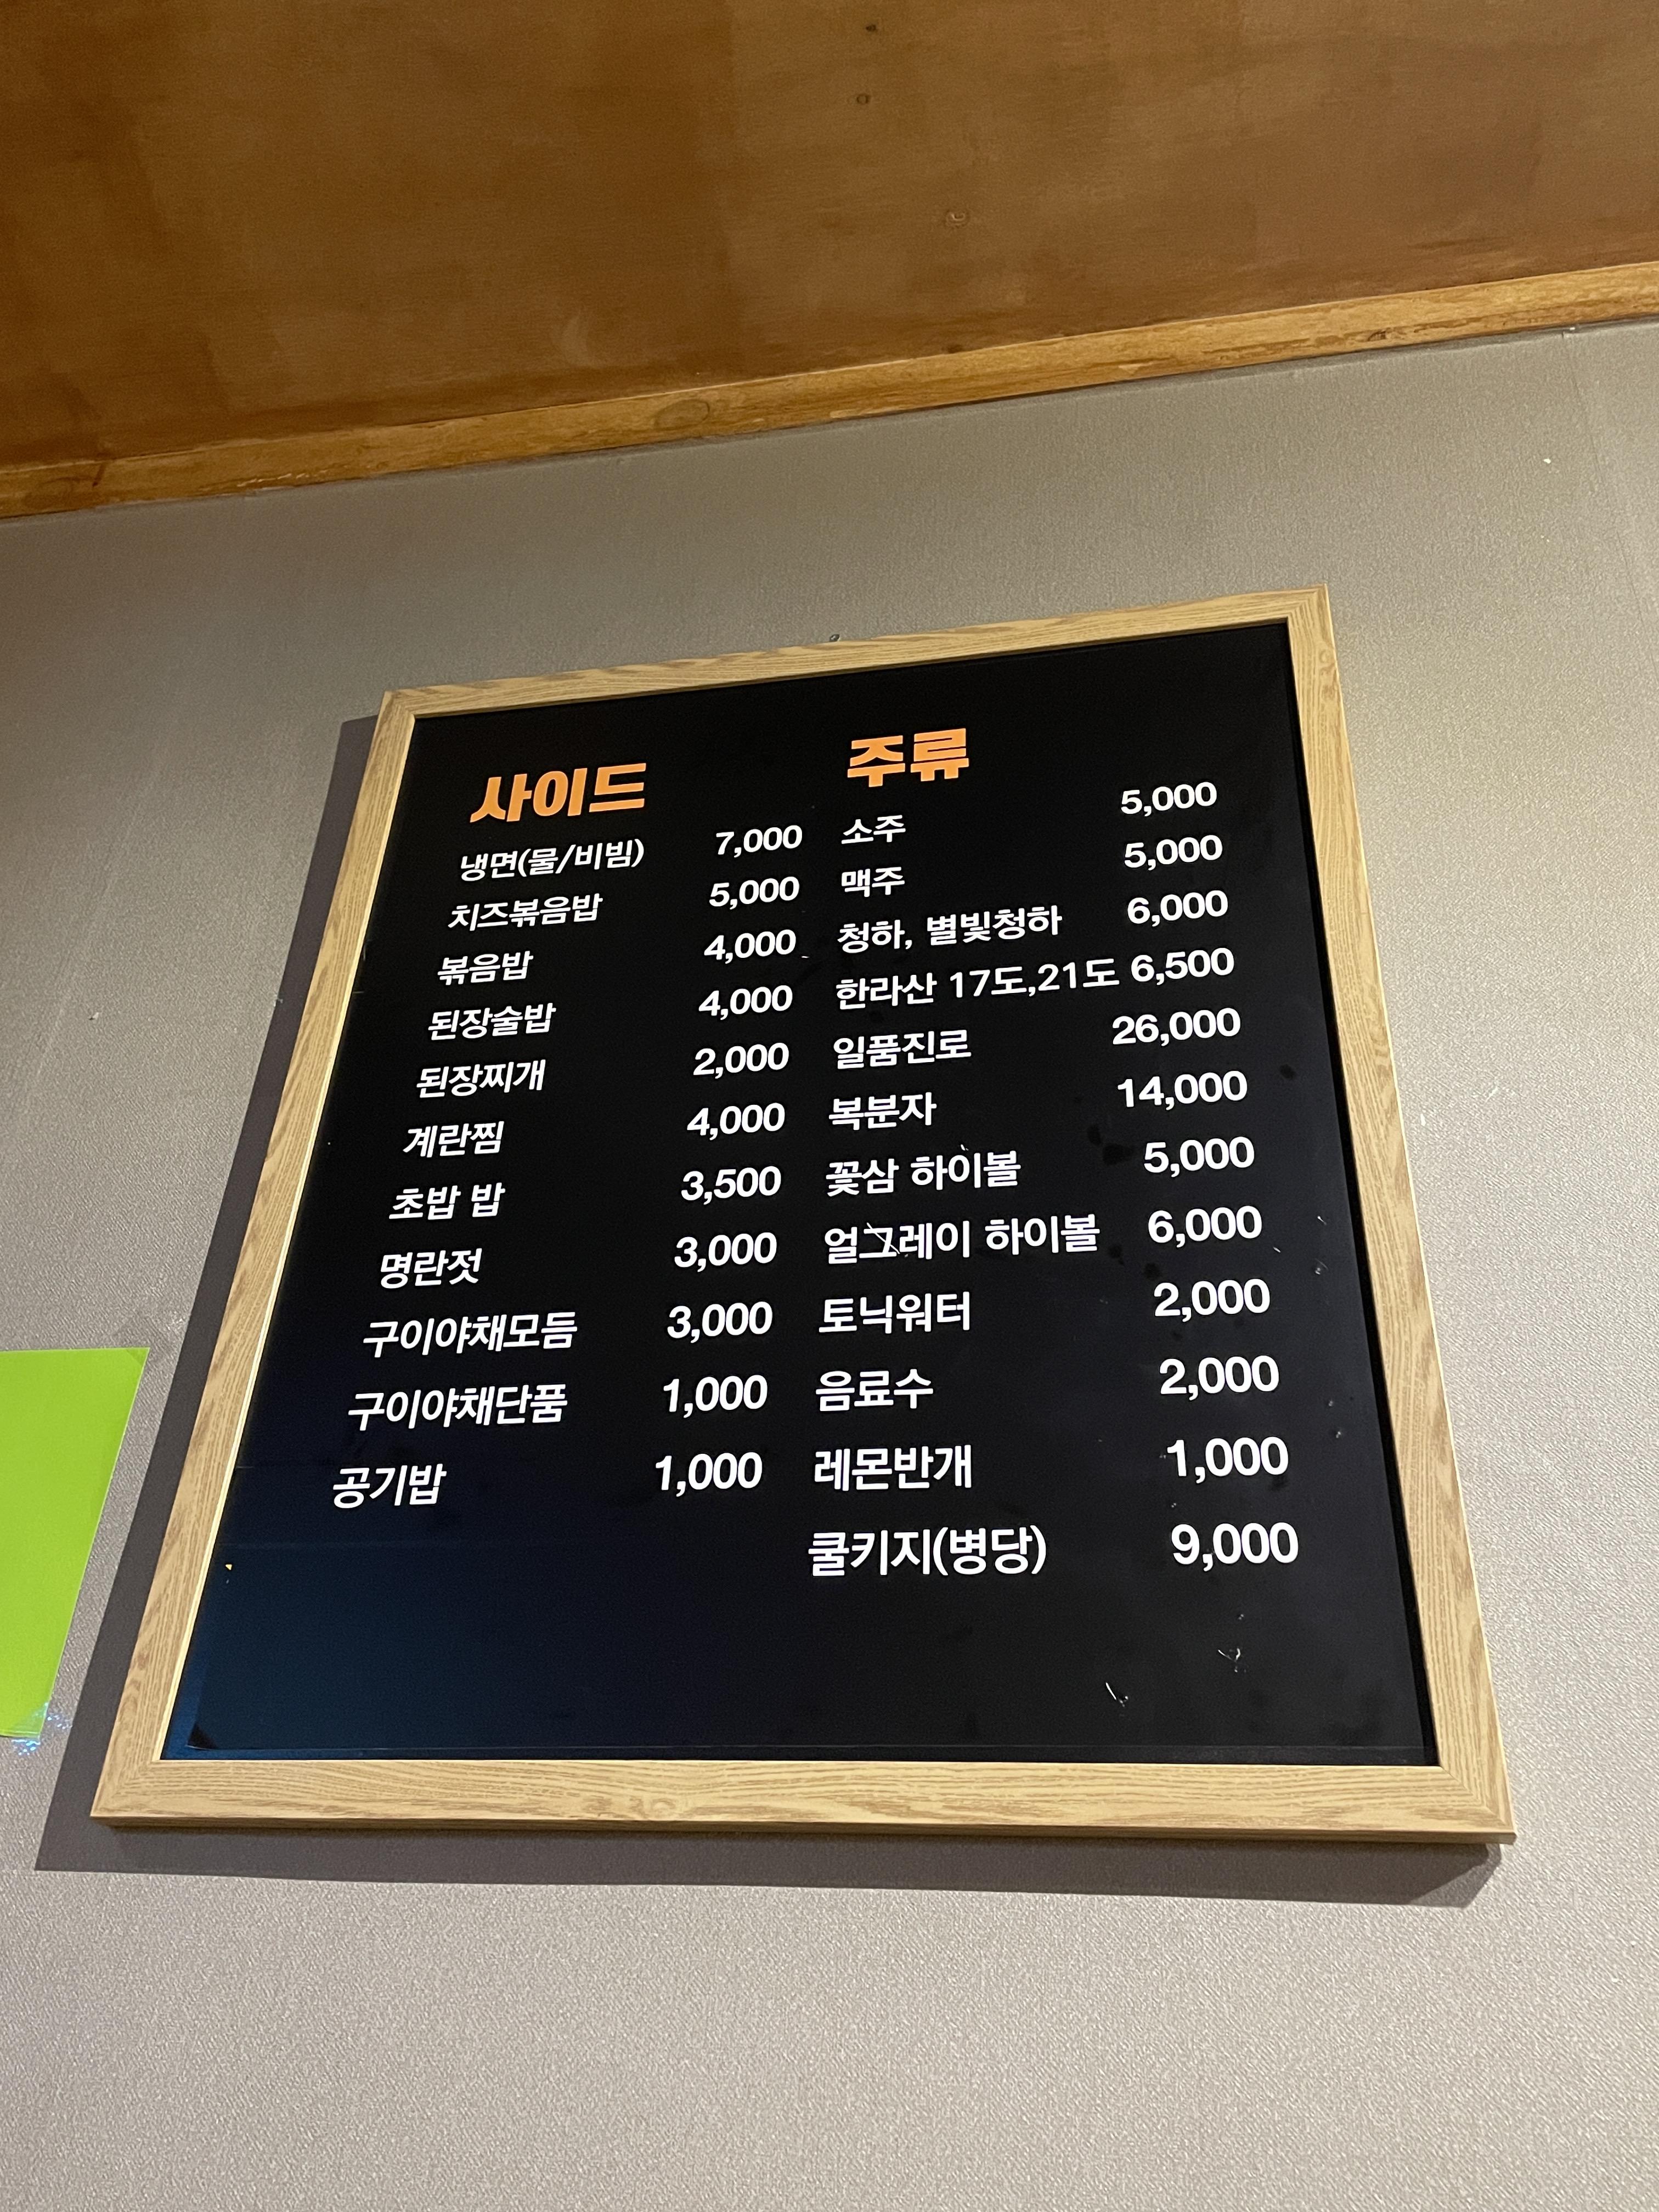 사이드
냉면(물/비빔) 7,000
치즈볶음밥 5,000
볶음밥 4,000
된장술밥 4,000
된장찌개 2,000
계란찜 4,000
초밥 밥 3,500
명란젓 3,000
구이야채모듬 3,000
구이야채단품 1,000
공기밥 1,000
주류
소주 5,000
맥주 5,000
청하, 별빛청하 6,000
한라산 17도,21도 6,500
일품진로 26,000
복분자 14,000
꽃삼 하이볼 5,000
얼그레이 하이볼 6,000
토닉워터 2,000
음료수 2,000
레몬반개 1,000
쿨키지(병당) 9,000